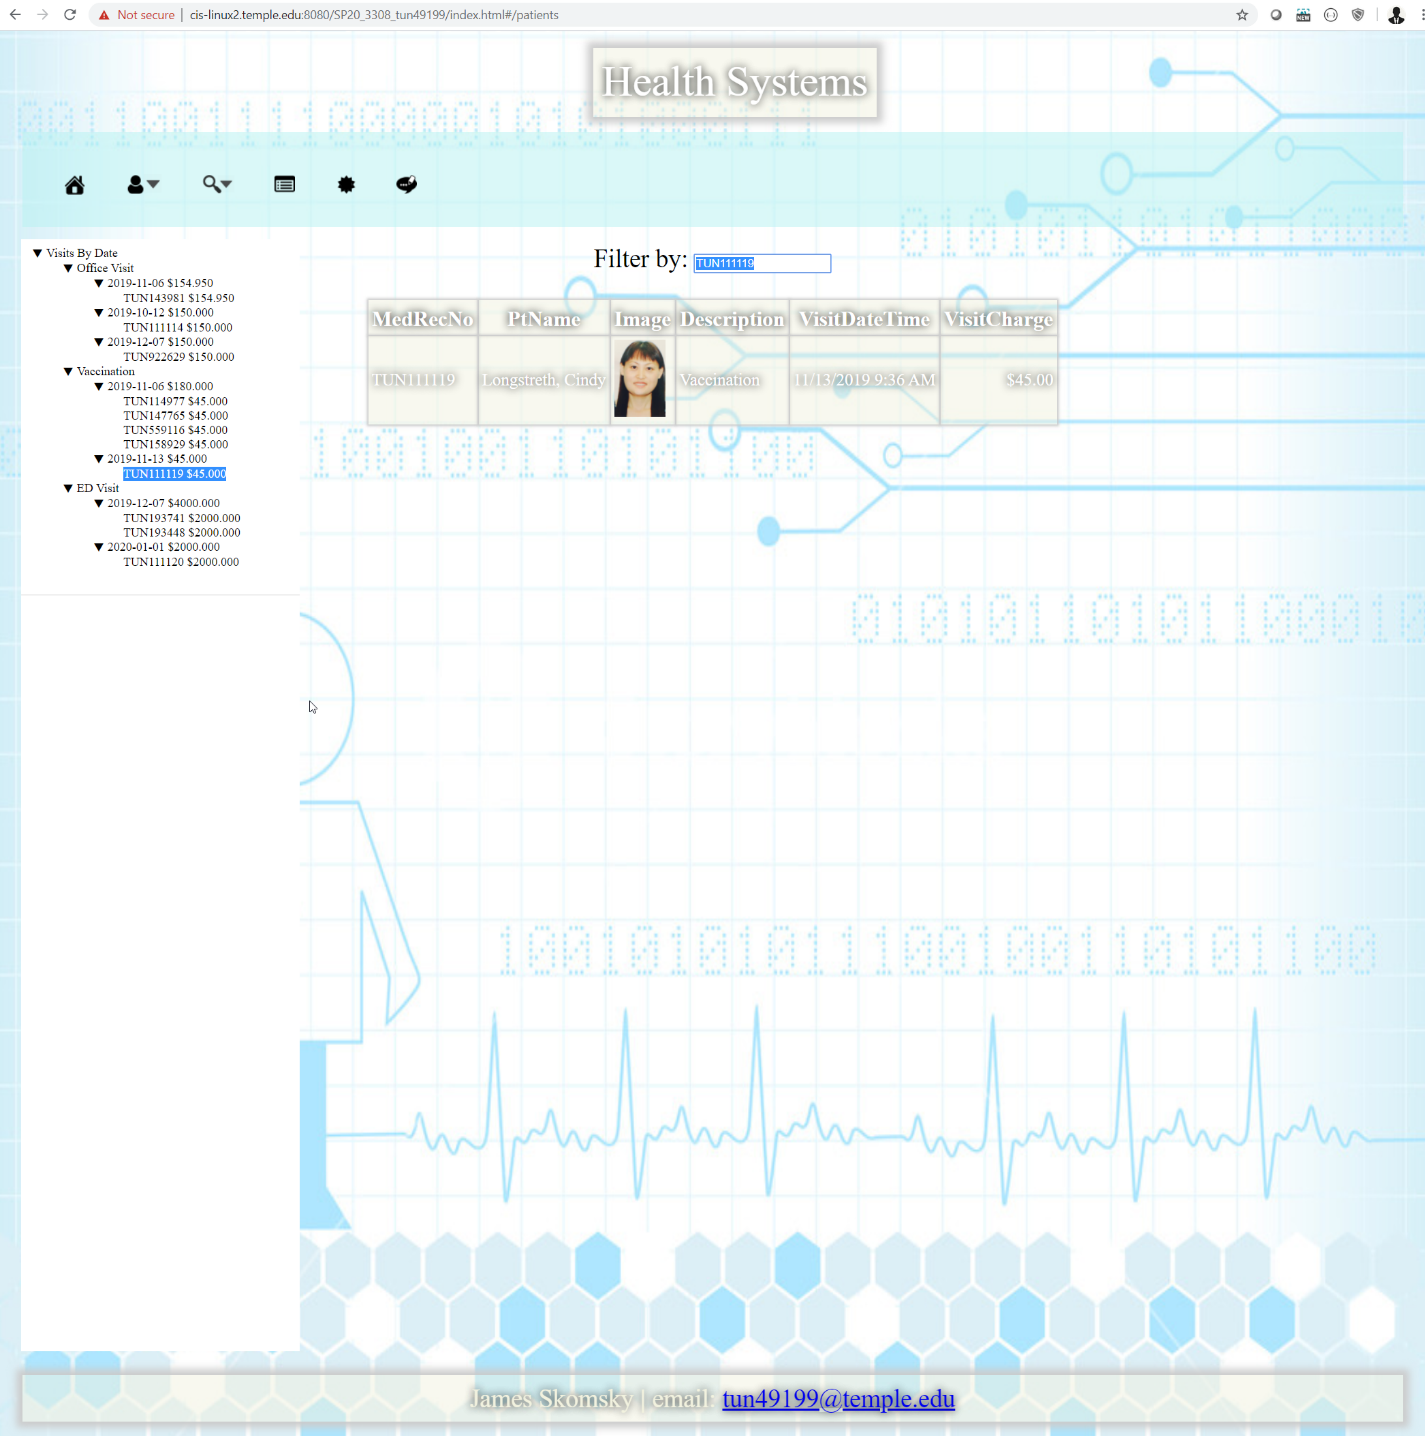 Not secure | cis-linux2.temple.edu:8080/SP20_3308_tun49199/index.html#/patients
NEW
Health Systems
▼ Visits By Date
▼ Office Visit
▼ 2019-11-06 $154.950
TUN143981 $154.950
▼ 2019-10-12 $150.000
TUN111114 $150.000
▼ 2019-12-07 $150.000
TUN922629 $150.000
▼ Vaccination
▼ 2019-11-06 $180.000
TUN114977 $45.000
TUN147765 $45.000
TUN559116 $45.000
TUN158929 $45.000
▼ 2019-11-13 $45.000
TUN111119 $45.000
▼ ED Visit
▼ 2019-12-07 $4000.000
TUN193741 $2000.000
TUN193448 $2000.000
▼ 2020-01-01 $2000.000
TUN111120 $2000.000
Filter by: TUN111119
MedRecNo PtName Image Description VisitDateTime VisitCharge
TUN111119 Longstreth, Cindy Vaccination 11/13/2019 9:36 AM $45.00
01010110101100010
1001010101110010011010101100
James Skomsky | email: tun49199@temple.edu